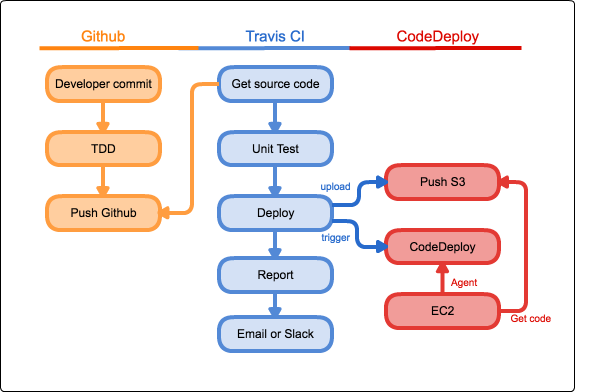 Github
Travis CI
CodeDeploy
Developer commit
Get source code
TDD
Unit Test
Push S3
upload
Push Github
Deploy
trigger
CodeDeploy
Report
Agent
EC2
Get code
Email or Slack